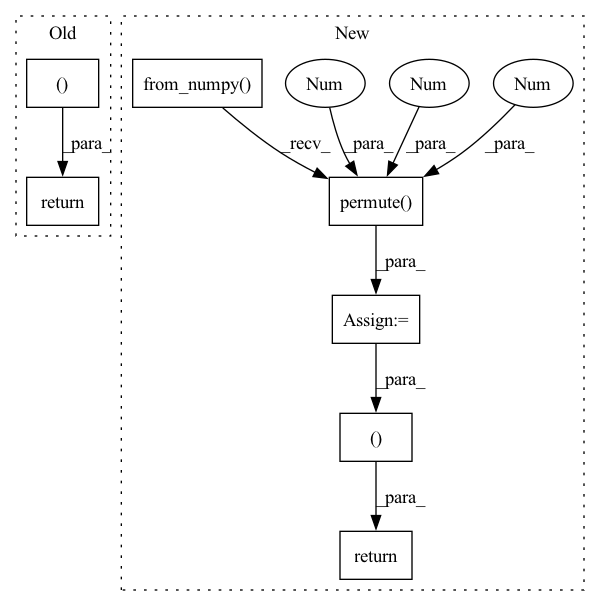 Old
New
()
from_numpy()
Num
Num
Num
_para_
_recv_
_para_
_para_
_para_
return
permute()
_para_
Assign:=
_para_
()
_para_
return